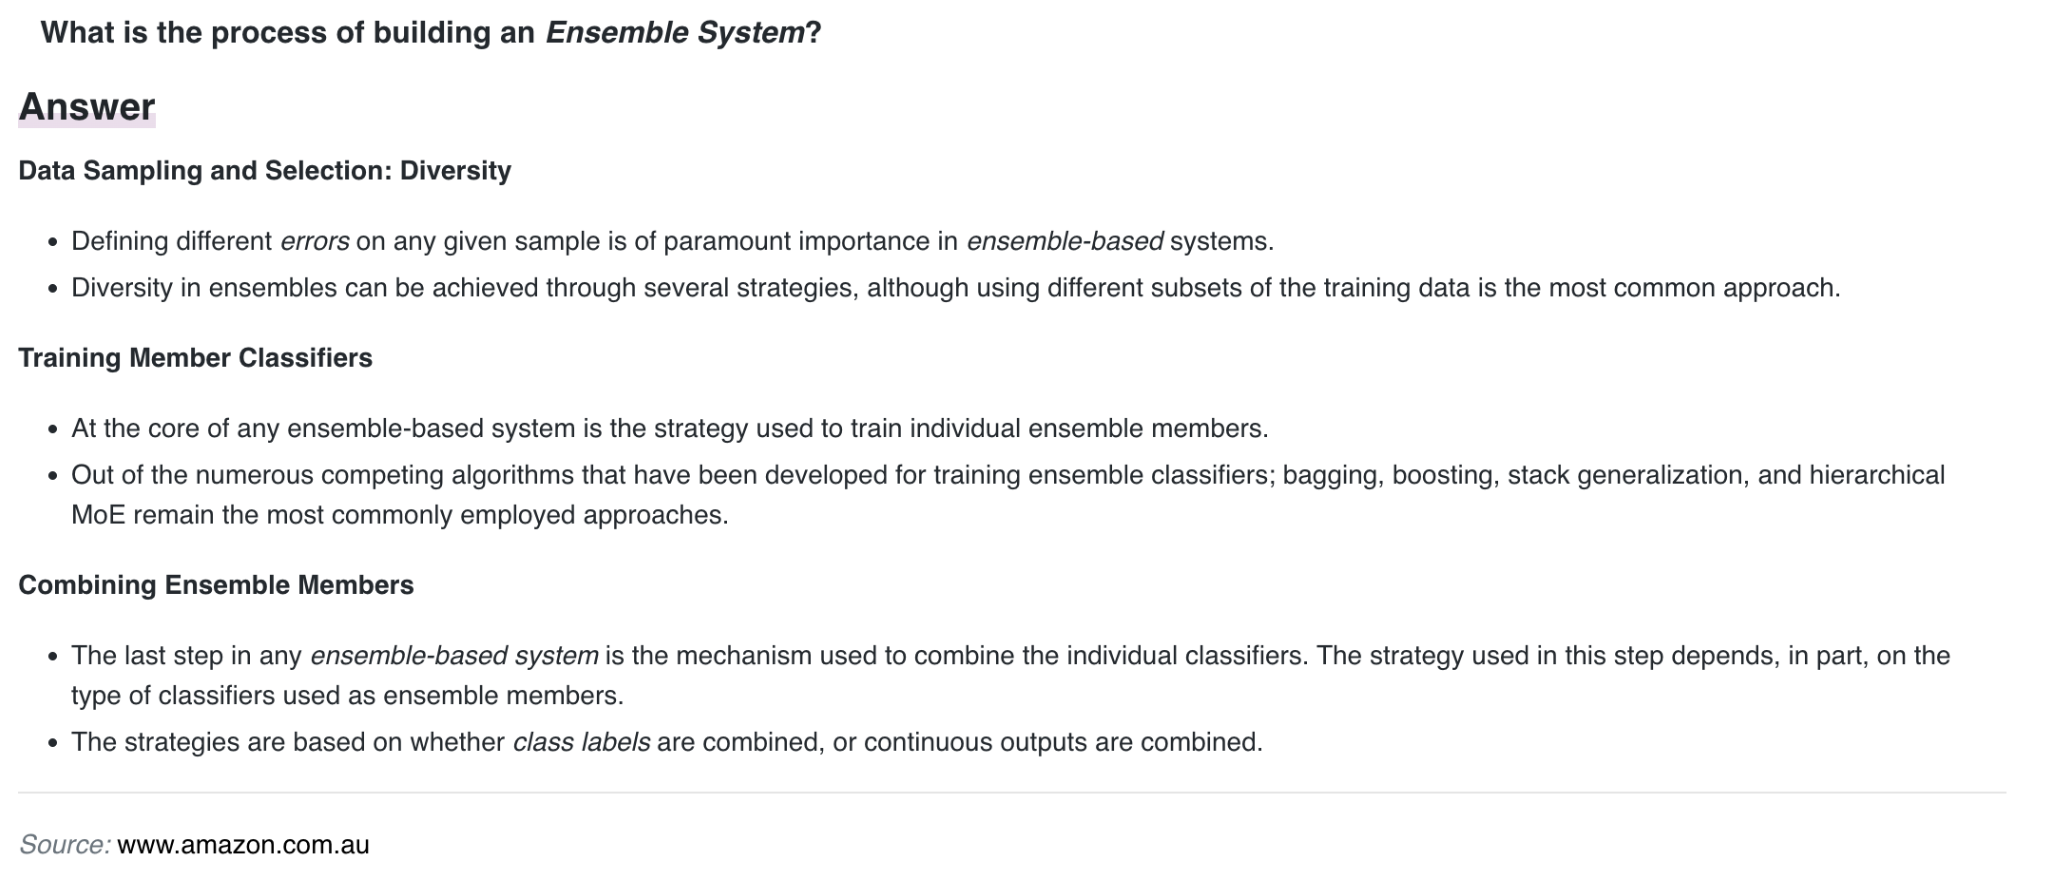 What is the process of building an Ensemble System?
Answer
Data Sampling and Selection: Diversity
• Defining different errors on any given sample is of paramount importance in ensemble-based systems.
• Diversity in ensembles can be achieved through several strategies, although using different subsets of the training data is the most common approach.
Training Member Classifiers
• At the core of any ensemble-based system is the strategy used to train individual ensemble members.
• Out of the numerous competing algorithms that have been developed for training ensemble classifiers; bagging, boosting, stack generalization, and hierarchical
MoE remain the most commonly employed approaches.
Combining Ensemble Members
• The last step in any ensemble-based system is the mechanism used to combine the individual classifiers. The strategy used in this step depends, in part, on the
type of classifiers used as ensemble members.
• The strategies are based on whether class labels are combined, or continuous outputs are combined.
Source: www.amazon.com.au